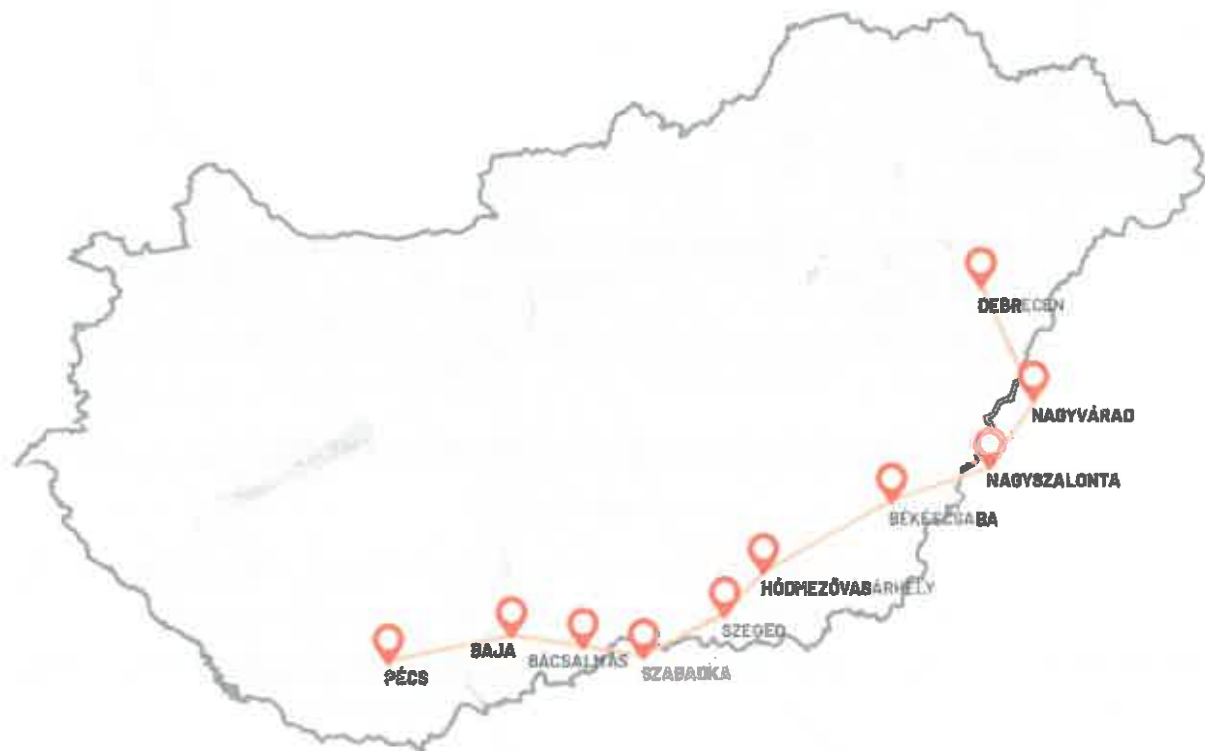 DEBRECEN
NAGYVÁRAD
NAGYSZALONTA
BÉKÉSCSABA
HÓDMEZŐVÁSÁRHELY
SZEGED
BAJA
BÁCSALMÁS
SZABADKA
PÉCS